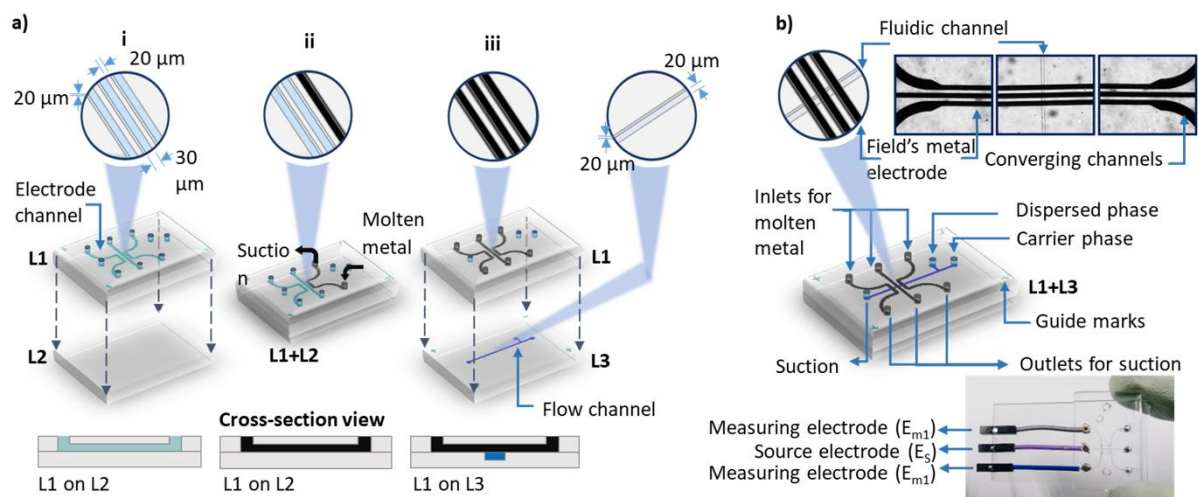 a)
i
ii
iii
20 µm
20 µm
30
µm
20 µm
20 µm
Electrode
channel
Suctio
n
Molten
metal
L1
L2
L1+L2
L1
L3
Flow channel
Cross-section view
L1 on L2
L1 on L2
L1 on L3
b)
Fluidic channel
Field's metal
electrode
Converging channels
Inlets for
molten
metal
Dispersed phase
Carrier phase
L1+L3
Guide marks
Suction
Outlets for suction
Measuring electrode (Em1)
Source electrode (ES)
Measuring electrode (Em1)